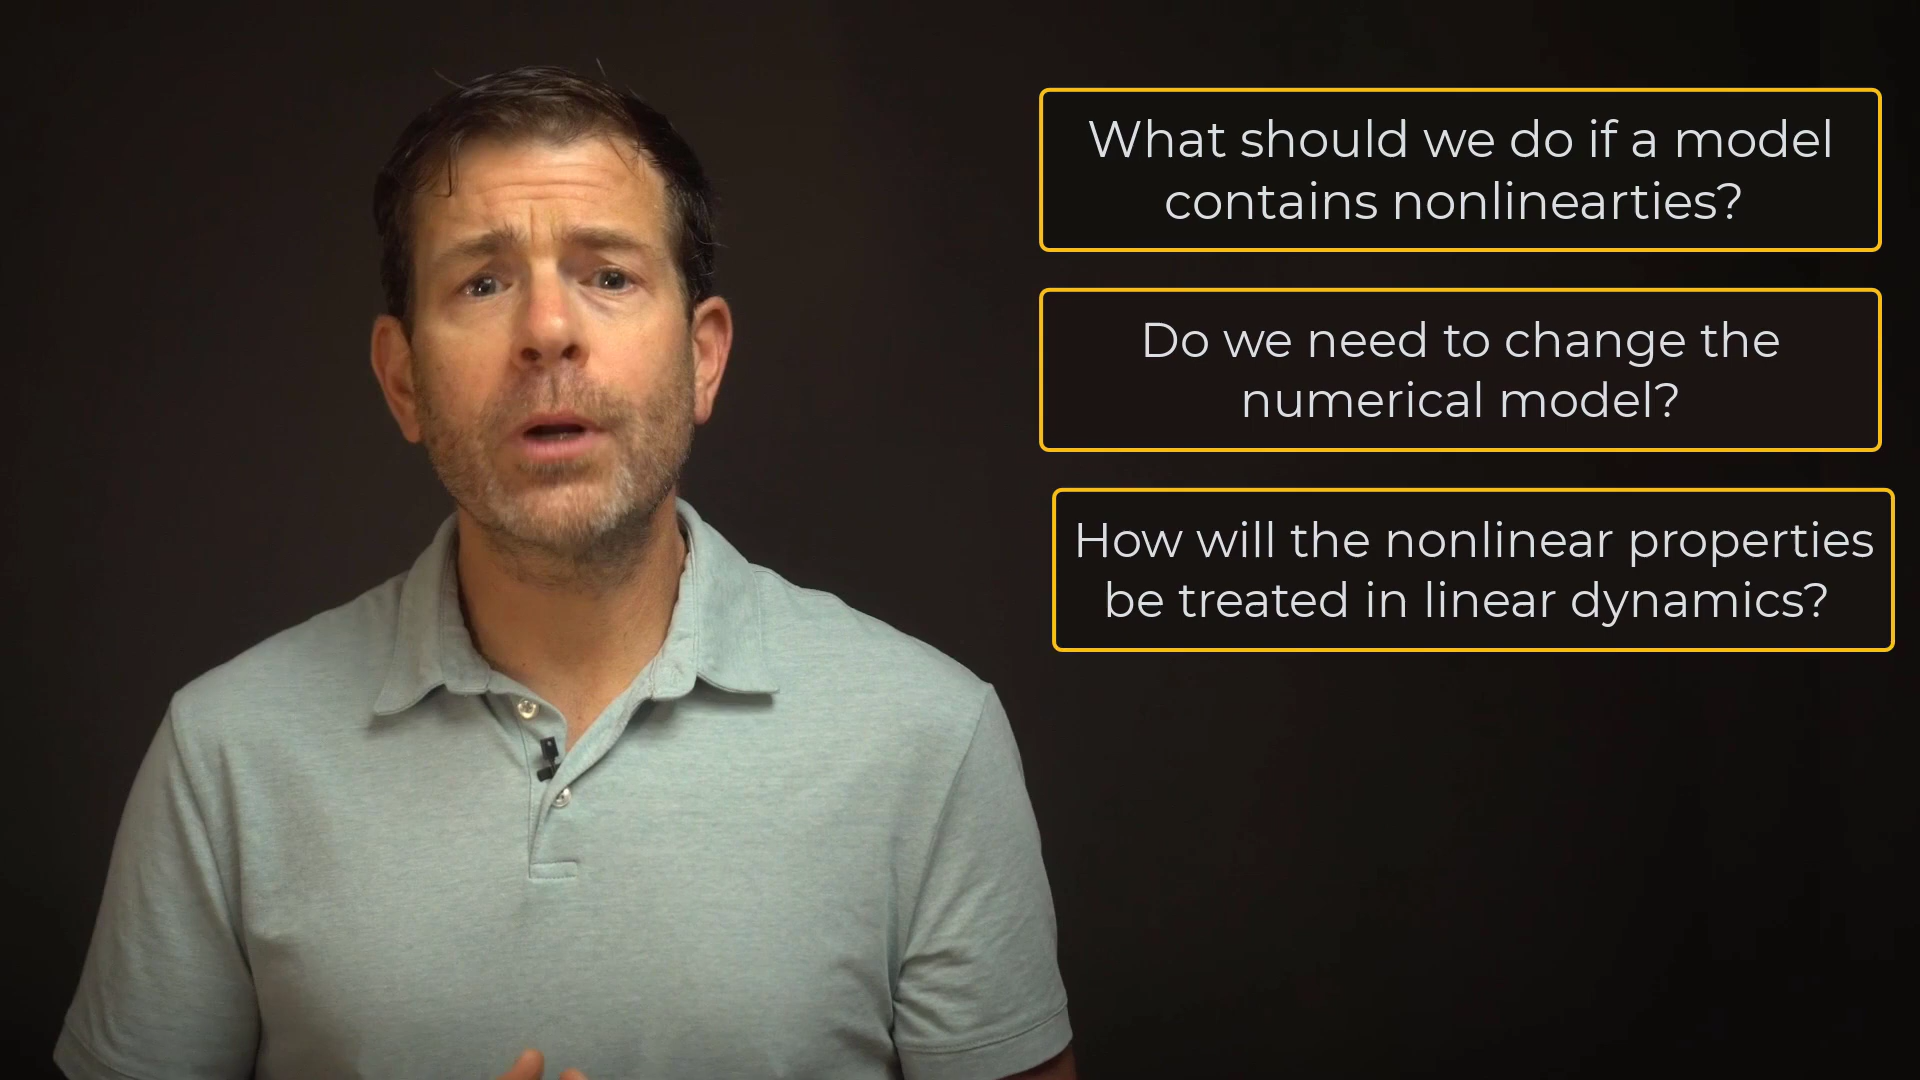 What should we do if a model
contains nonlinearties?
Do we need to change the
numerical model?
How will the nonlinear properties
be treated in linear dynamics?